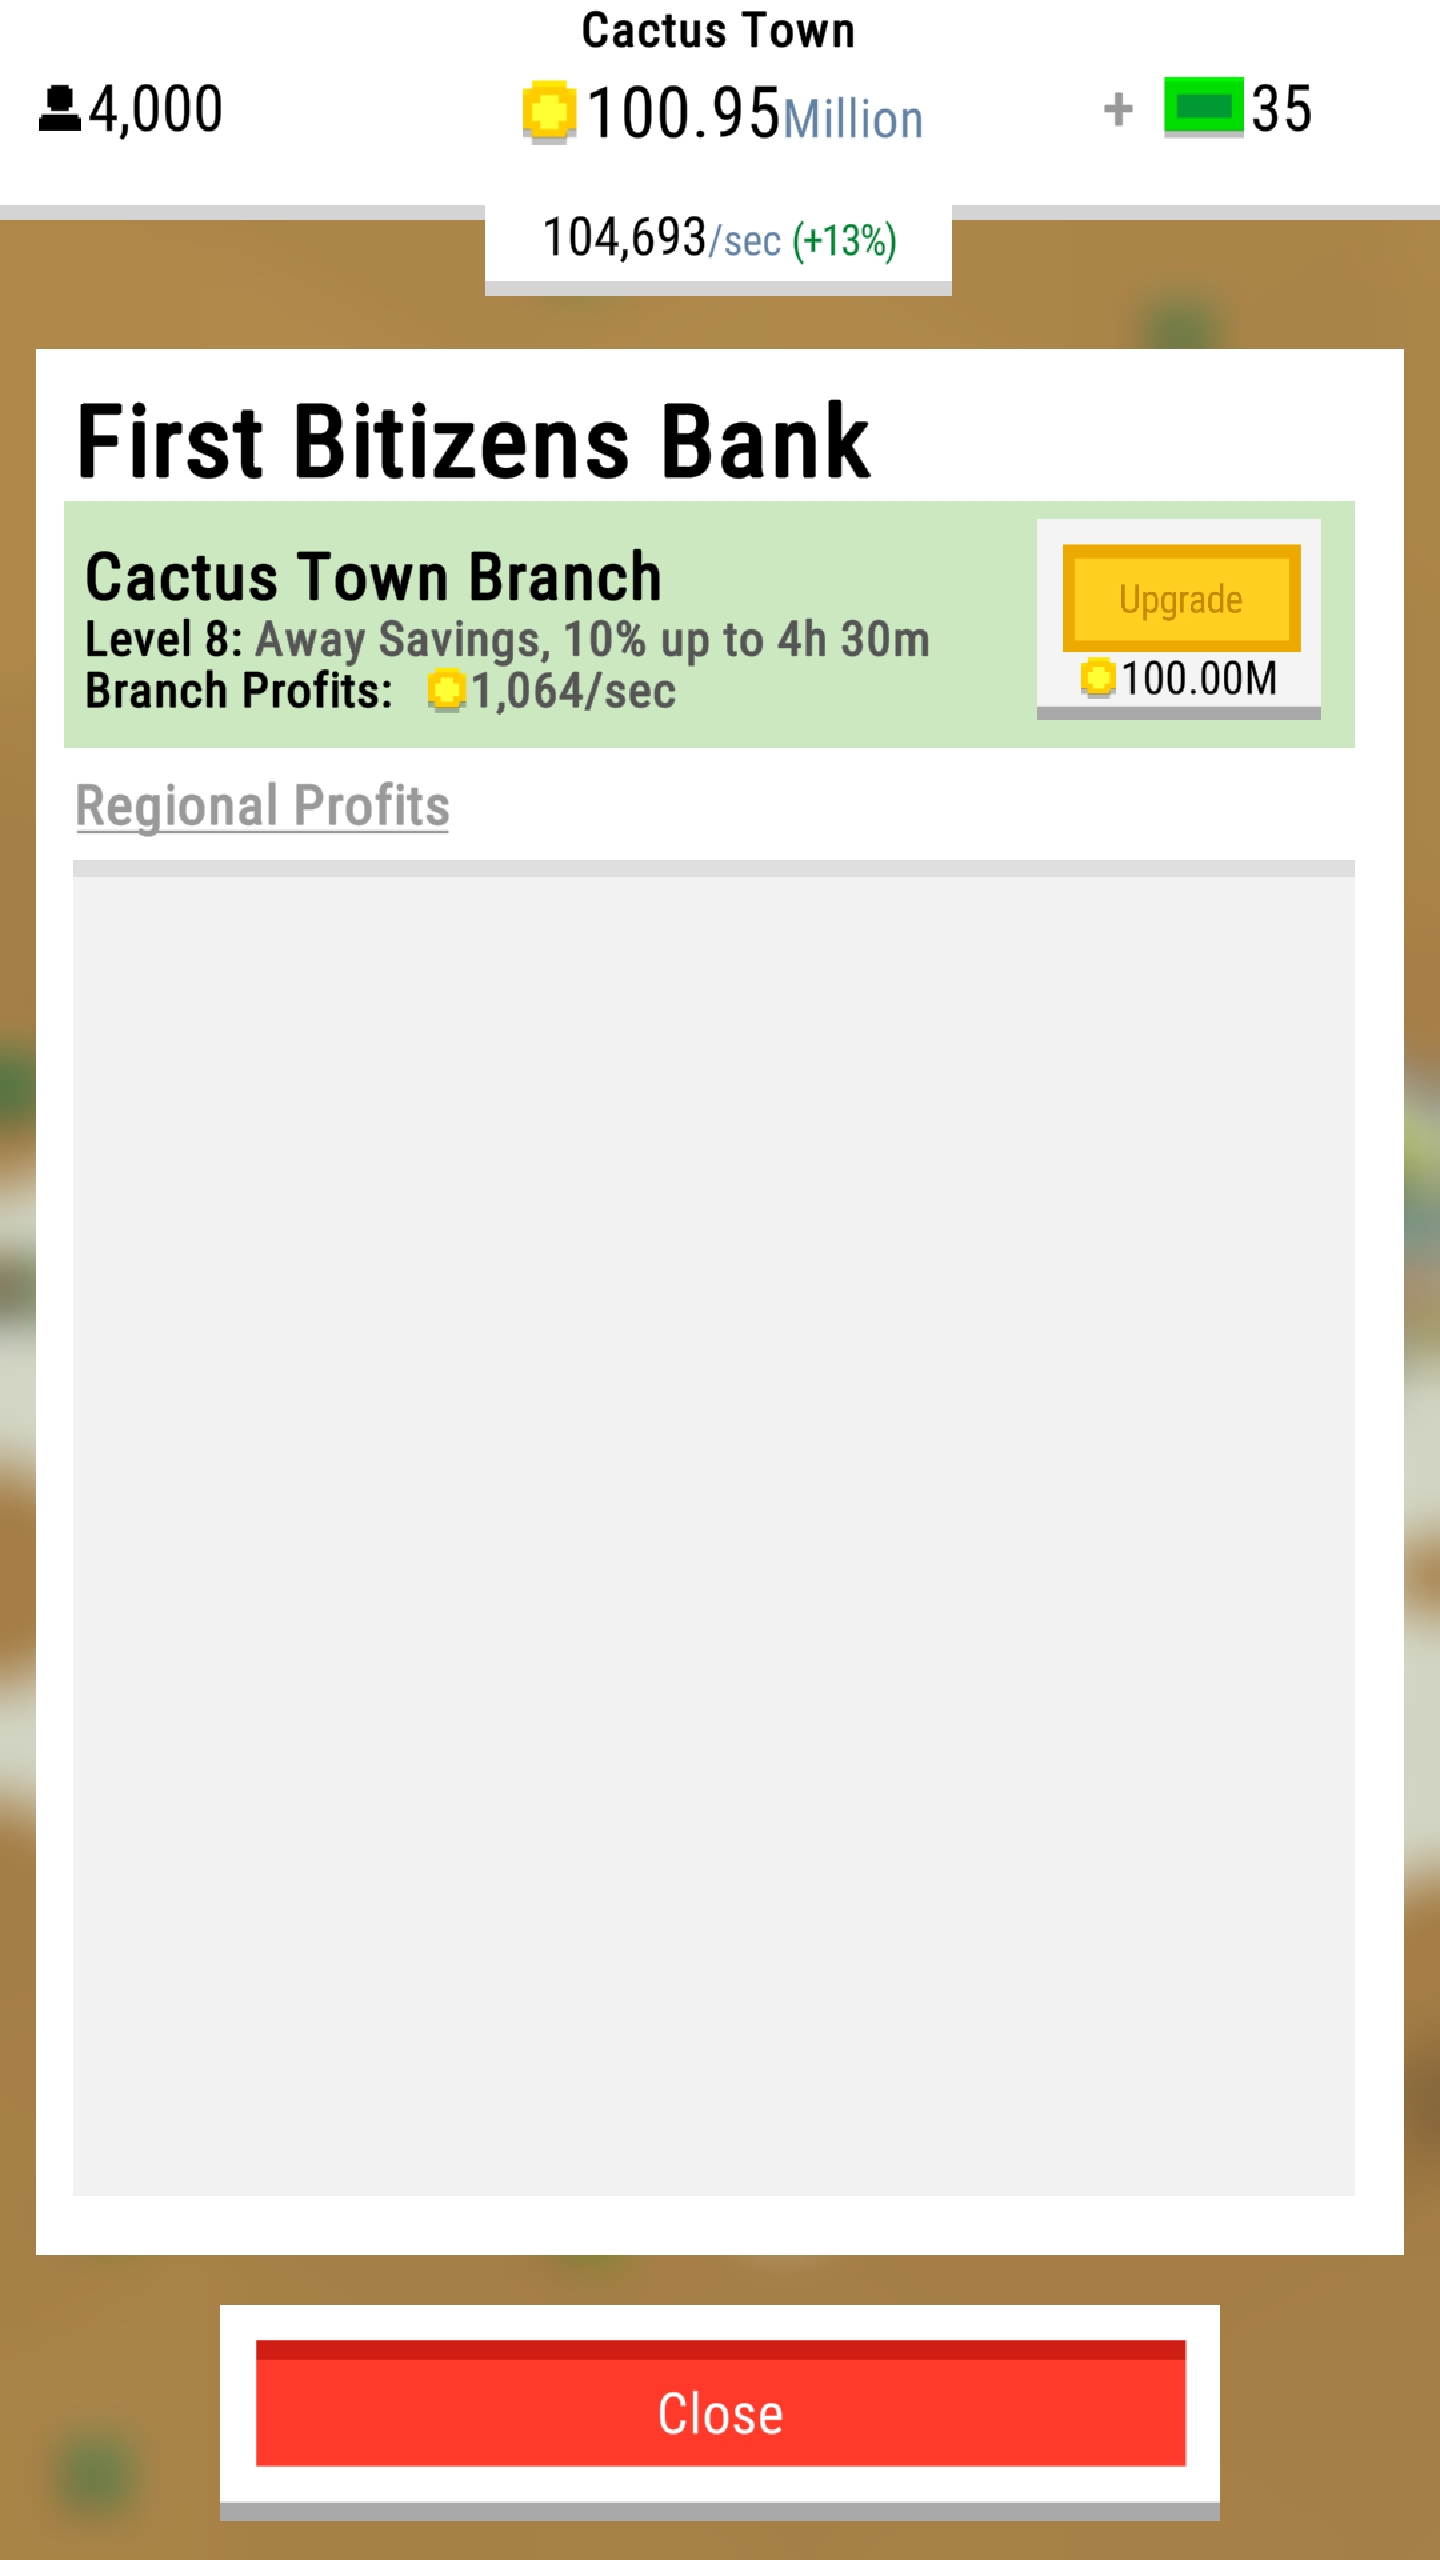 Cactus Town
4,000
100.95Million
+ 35
104,693/sec (+13%)
First Bitizens Bank
Cactus Town Branch
Level 8: Away Savings, 10% up to 4h 30m
Branch Profits: 1,064/sec
Upgrade
100.00M
Regional Profits
Close